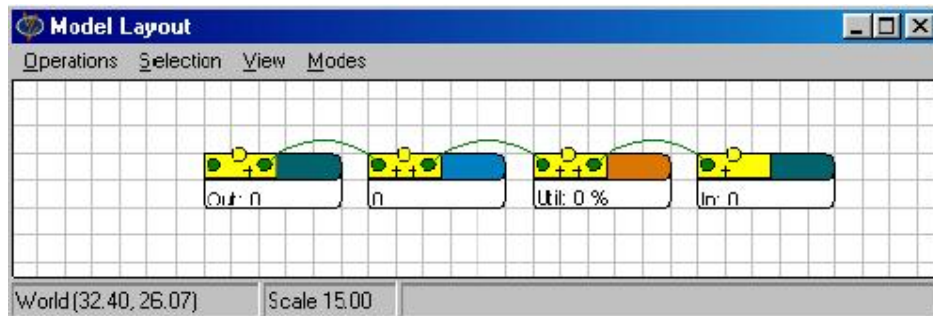 Model Layout
Operations Selection View Modes
Out: 0 0 Util: 0 % In: 0
World (32.40, 26.07) Scale 15.00